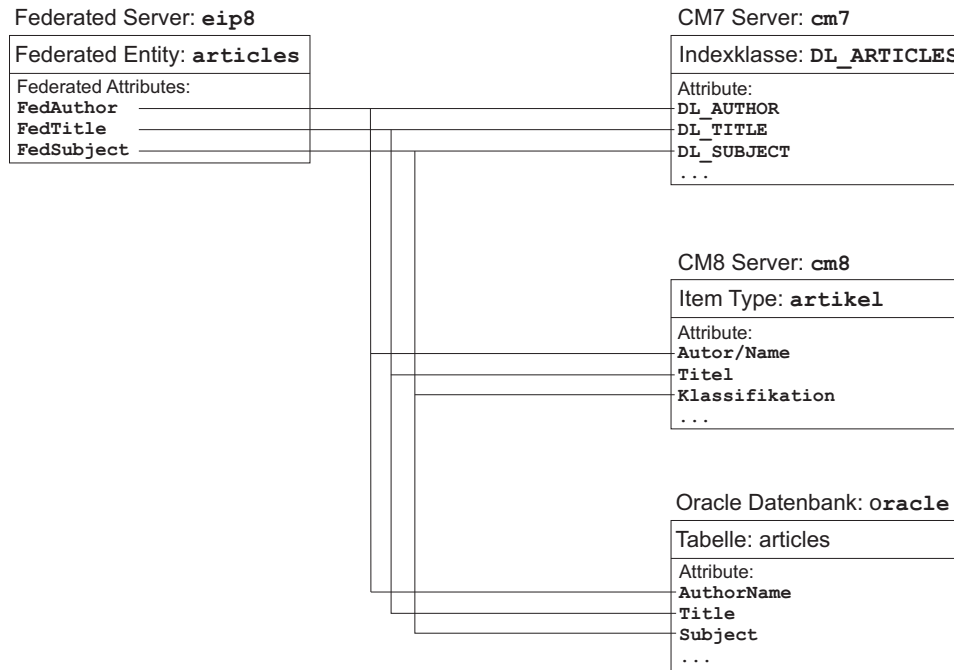 Federated Server: eip8
Federated Entity: articles
Federated Attributes:
FedAuthor
FedTitle
FedSubject
CM7 Server: cm7
Indexklasse: DL_ARTICLES
Attribute:
DL_AUTHOR
DL_TITLE
DL_SUBJECT
...
CM8 Server: cm8
Item Type: artikel
Attribute:
Autor/Name
Titel
Klassifikation
...
Oracle Datenbank: oracle
Tabelle: articles
Attribute:
AuthorName
Title
Subject
...